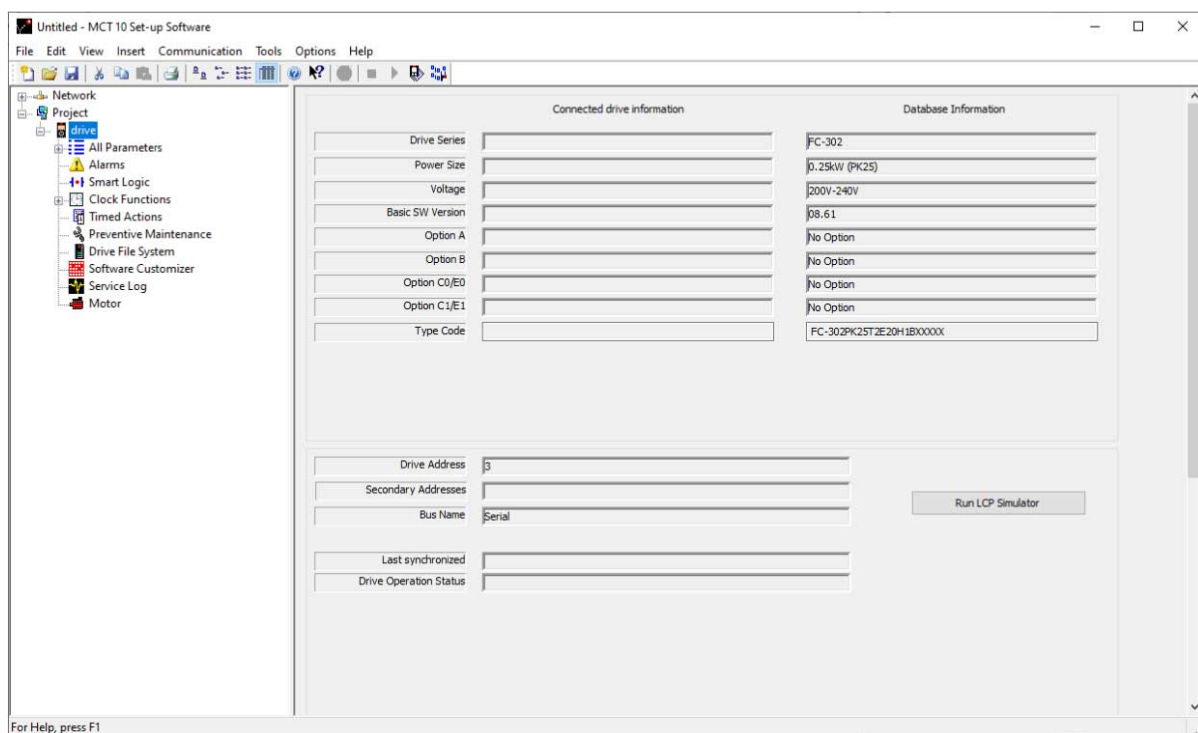 Untitled - MCT 10 Set-up Software
File Edit View Insert Communication Tools Options Help
Network
Project
drive
All Parameters
Alarms
Smart Logic
Clock Functions
Timed Actions
Preventive Maintenance
Drive File System
Software Customizer
Service Log
Motor
Connected drive information Database Information
Drive Series FC-302
Power Size 0.25kW (PK25)
Voltage 200V-240V
Basic SW Version 08.61
Option A No Option
Option B No Option
Option C0/E0 No Option
Option C1/E1 No Option
Type Code FC-302PK25T2E20H1BXXXXX
Drive Address 3
Secondary Addresses
Run LCP Simulator
Bus Name Serial
Last synchronized
Drive Operation Status
For Help, press F1